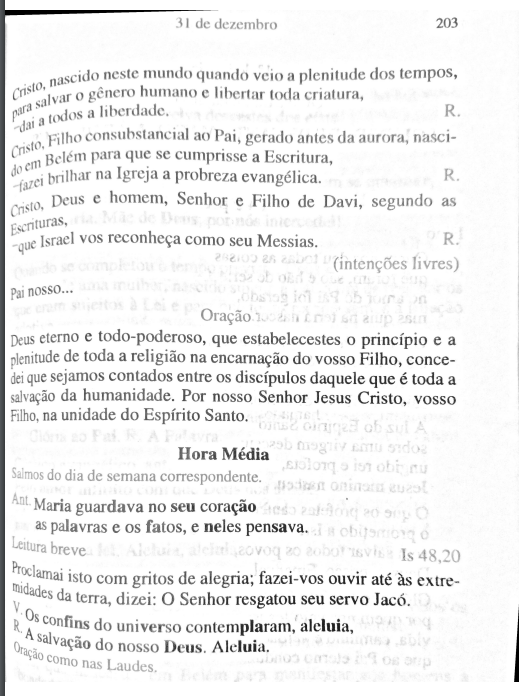 31 de dezembro 203
Cristo, nascido neste mundo quando veio a plenitude dos tempos,
para salvar o gênero humano e libertar toda criatura,
–dai a todos a liberdade. R.
Cristo, Filho consubstancial ao Pai, gerado antes da aurora, nasci-
do em Belém para que se cumprisse a Escritura,
–fazei brilhar na Igreja a probreza evangélica. R.
Cristo, Deus e homem, Senhor e Filho de Davi, segundo as
Escrituras,
–que Israel vos reconheça como seu Messias. R.
(intenções livres)
Pai nosso...
Oração
Deus eterno e todo-poderoso, que estabelecestes o princípio e a
plenitude de toda a religião na encarnação do vosso Filho, conce-
dei que sejamos contados entre os discípulos daquele que é toda a
salvação da humanidade. Por nosso Senhor Jesus Cristo, vosso
Filho, na unidade do Espírito Santo.
Hora Média
Salmos do dia de semana correspondente.
Ant. Maria guardava no seu coração
as palavras e os fatos, e neles pensava.
Leitura breve Is 48,20
Proclamai isto com gritos de alegria; fazei-vos ouvir até às extre-
midades da terra, dizei: O Senhor resgatou seu servo Jacó.
V. Os confins do universo contemplaram, aleluia,
R. A salvação do nosso Deus. Aleluia.
Oração como nas Laudes.